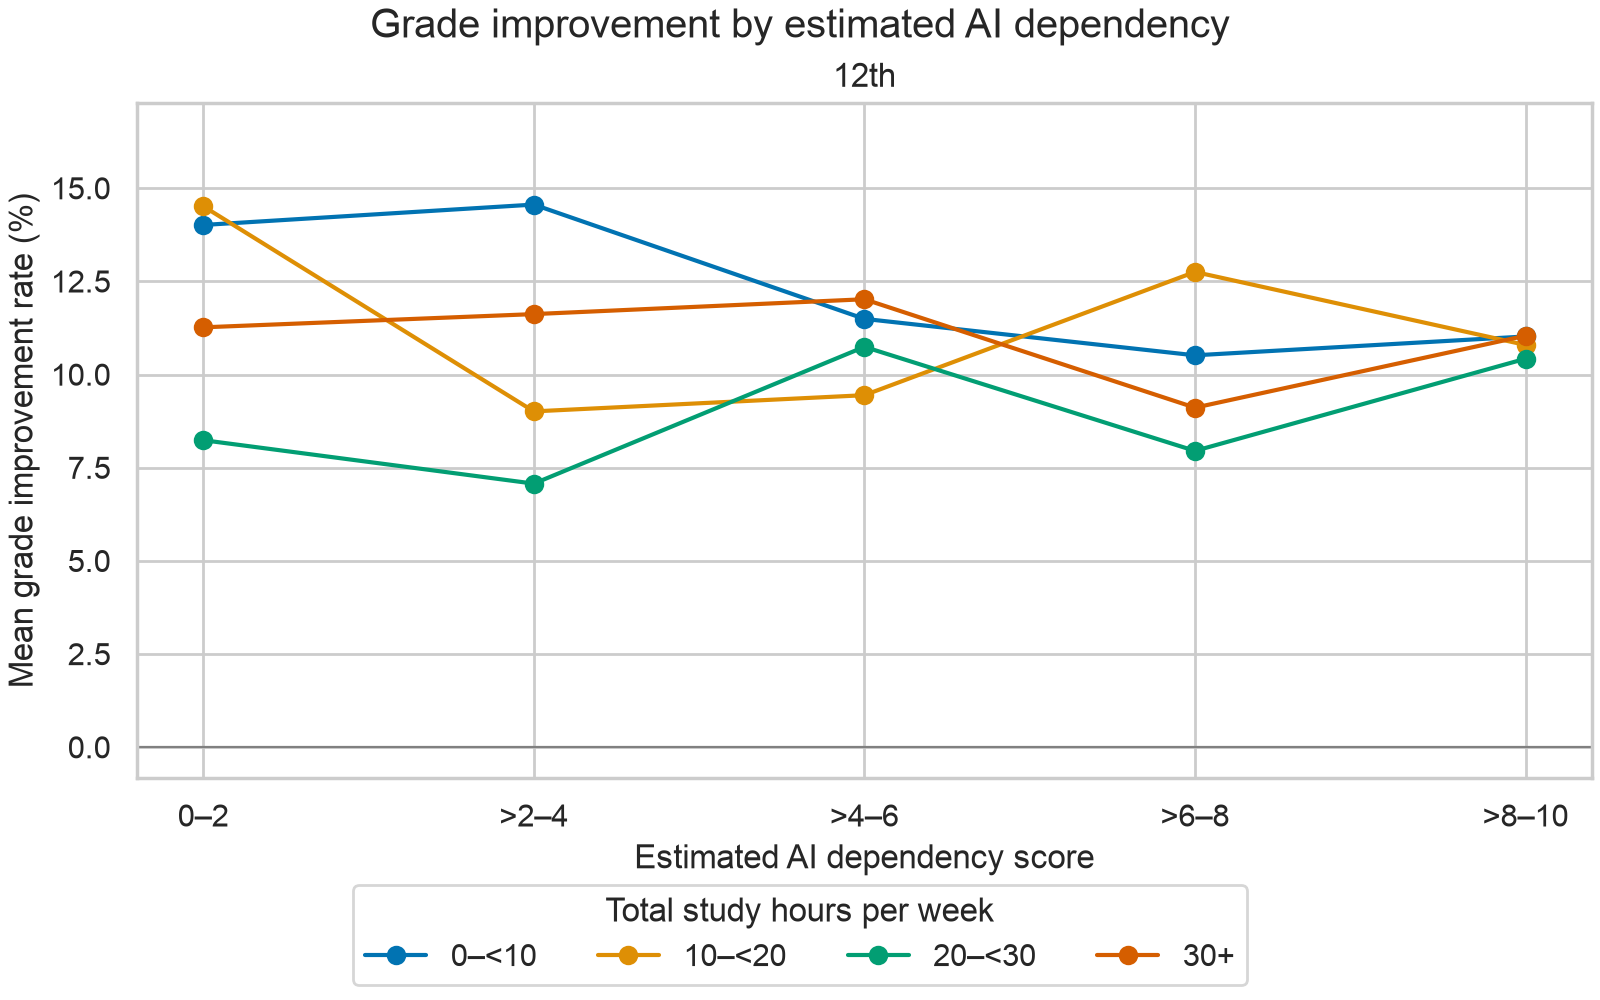 Grade improvement by estimated AI dependency
12th
Mean grade improvement rate (%)
15.0
12.5
10.0
7.5
5.0
2.5
0.0
0–2 >2–4 >4–6 >6–8 >8–10
Estimated AI dependency score
Total study hours per week
0–<10 10–<20 20–<30 30+